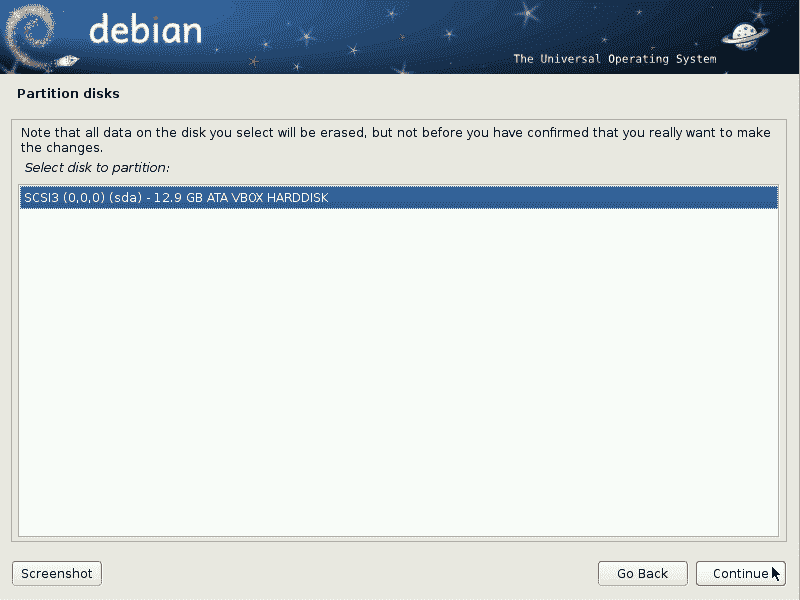 debian
The Universal Operating System
Partition disks
Note that all data on the disk you select will be erased, but not before you have confirmed that you really want to make
the changes.
Select disk to partition:
SCSI3 (0,0,0) (sda) - 12.9 GB ATA VBOX HARDDISK
Screenshot
Go Back
Continue